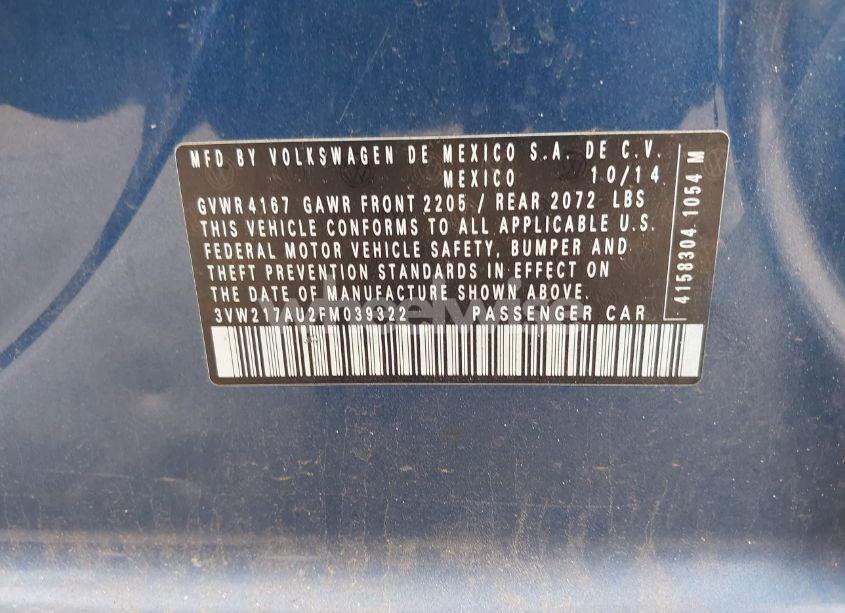 MFD BY VOLKSWAGEN DE MEXICO S.A. DE C.V.
MEXICO 10/14
GVWR 4167 GAWR FRONT 2205 / REAR 2072 LBS
THIS VEHICLE CONFORMS TO ALL APPLICABLE U.S.
FEDERAL MOTOR VEHICLE SAFETY, BUMPER AND
THEFT PREVENTION STANDARDS IN EFFECT ON
THE DATE OF MANUFACTURE SHOWN ABOVE.
3VW217AU2FM039322 PASSENGER CAR
4158304 1054 M